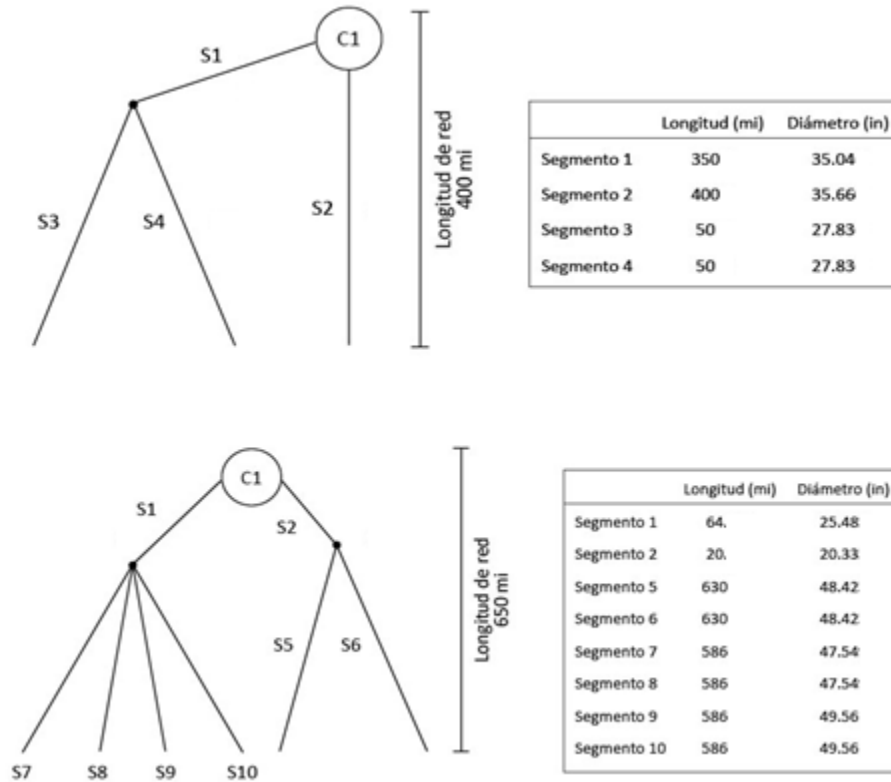 C1
S1
S3
S4
S2
Longitud de red
400 mi
Longitud (mi) Diámetro (in)
Segmento 1 350 35.04
Segmento 2 400 35.66
Segmento 3 50 27.83
Segmento 4 50 27.83
C1
S1
S2
S5
S6
S7
S8
S9
S10
Longitud de red
650 mi
Longitud (mi) Diámetro (in)
Segmento 1 64. 25.48
Segmento 2 20. 20.33
Segmento 5 630 48.42
Segmento 6 630 48.42
Segmento 7 586 47.54
Segmento 8 586 47.54
Segmento 9 586 49.56
Segmento 10 586 49.56